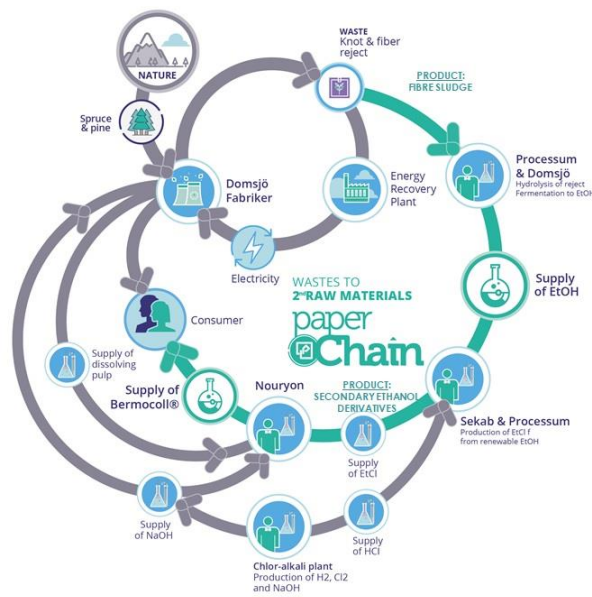 NATURE
Spruce
& pine
WASTE
Knot & fiber
reject
PRODUCT:
FIBRE SLUDGE
Domsjö
Fabriker
Energy
Recovery
Plant
Processum
& Domsjö
Hydrolysis of reject
Fermentation to EtOH
Electricity
WASTES TO
2nd RAW MATERIALS
paper
Chain
Supply
of EtOH
Consumer
Supply of
dissolving
pulp
Supply of
Bermocoll®
Nouryon
PRODUCT:
SECONDARY ETHANOL
DERIVATIVES
Sekab & Processum
Production of EtCl f
from renewable EtOH
Supply
of EtCl
Supply
of NaOH
Supply
of HCl
Chlor-alkali plant
Production of H2, Cl2
and NaOH